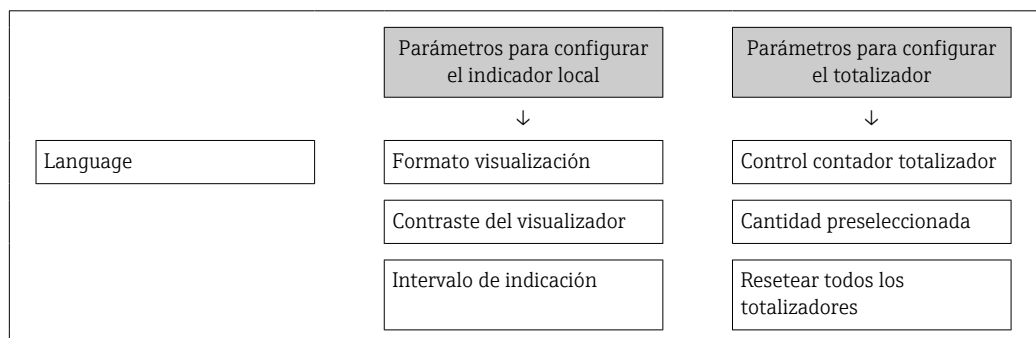 Parámetros para configurar
el indicador local
Parámetros para configurar
el totalizador
↓
↓
Language
Formato visualización
Control contador totalizador
Contraste del visualizador
Cantidad preseleccionada
Intervalo de indicación
Resetear todos los
totalizadores